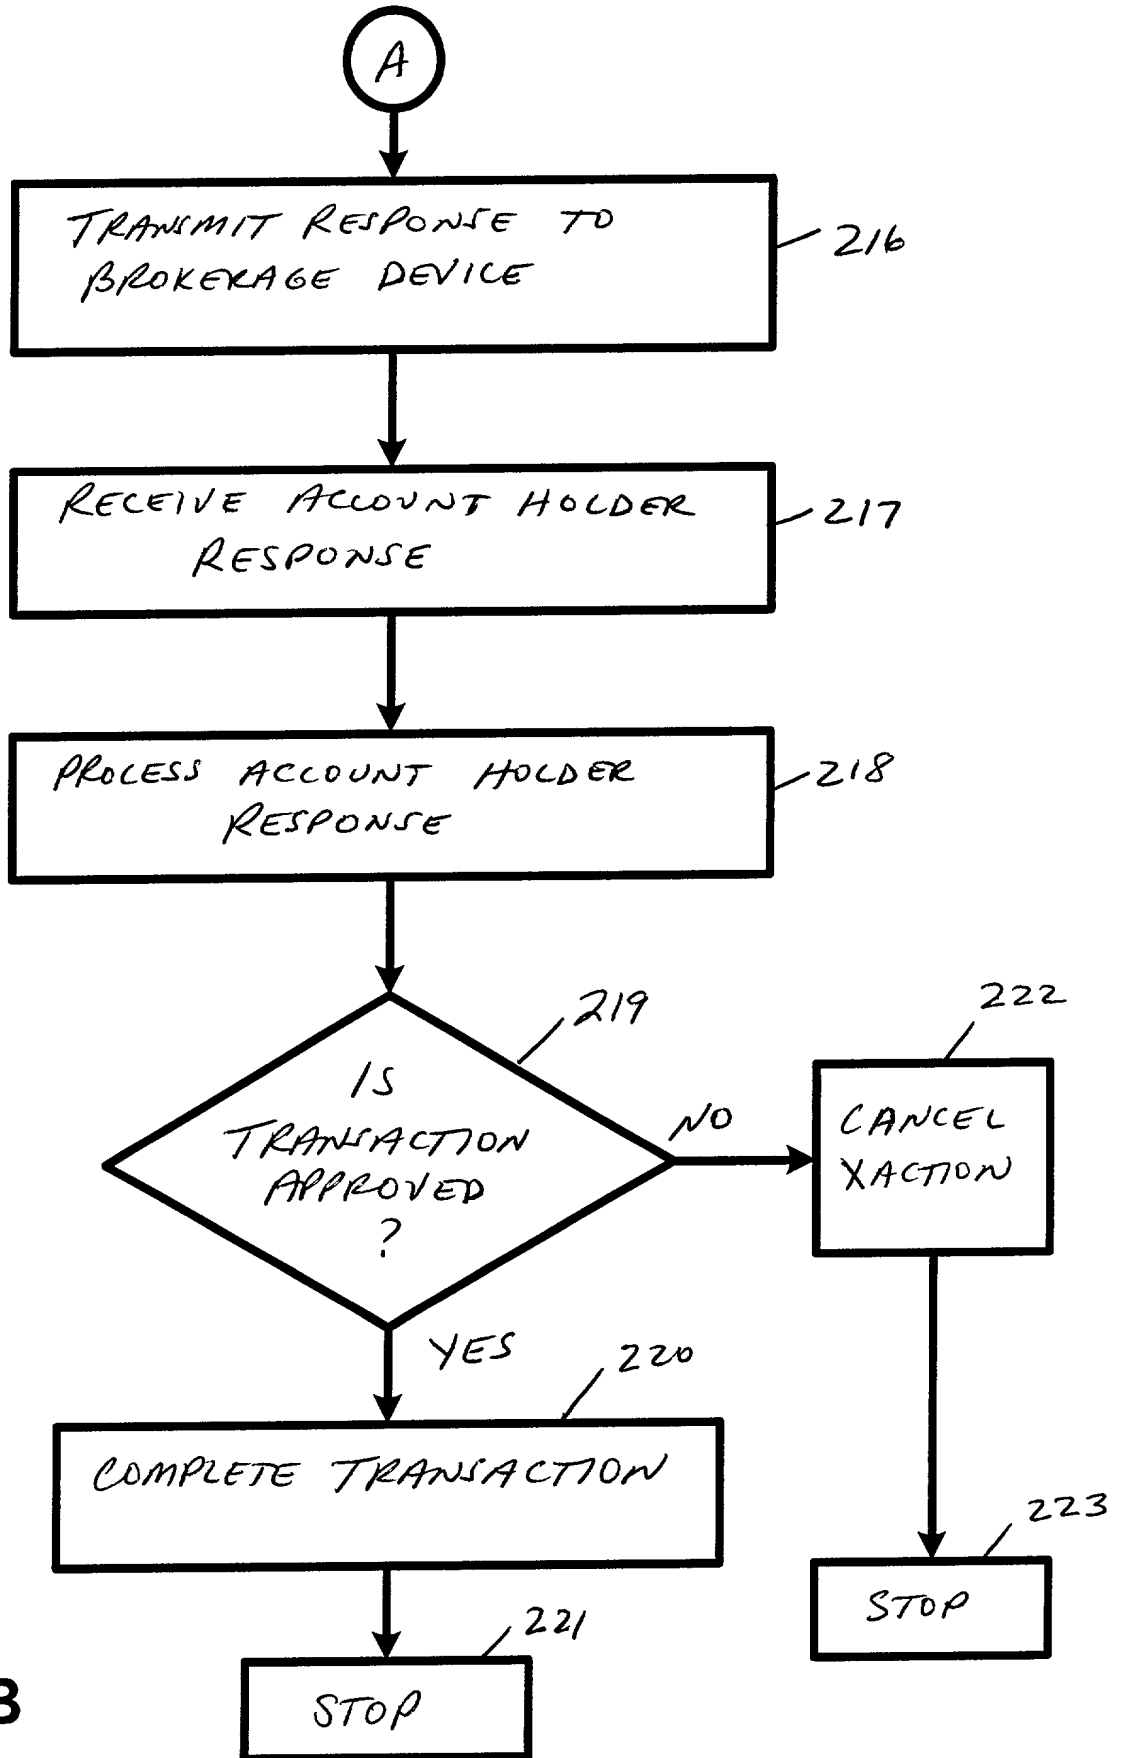 A
TRANSMIT RESPONSE TO
BROKERAGE DEVICE
216
RECEIVE ACCOUNT HOLDER
RESPONSE
217
PROCESS ACCOUNT HOLDER
RESPONSE
218
219
IS
TRANSACTION
APPROVED
?
NO
222
CANCEL
XACTION
YES
220
COMPLETE TRANSACTION
223
STOP
221
STOP
B